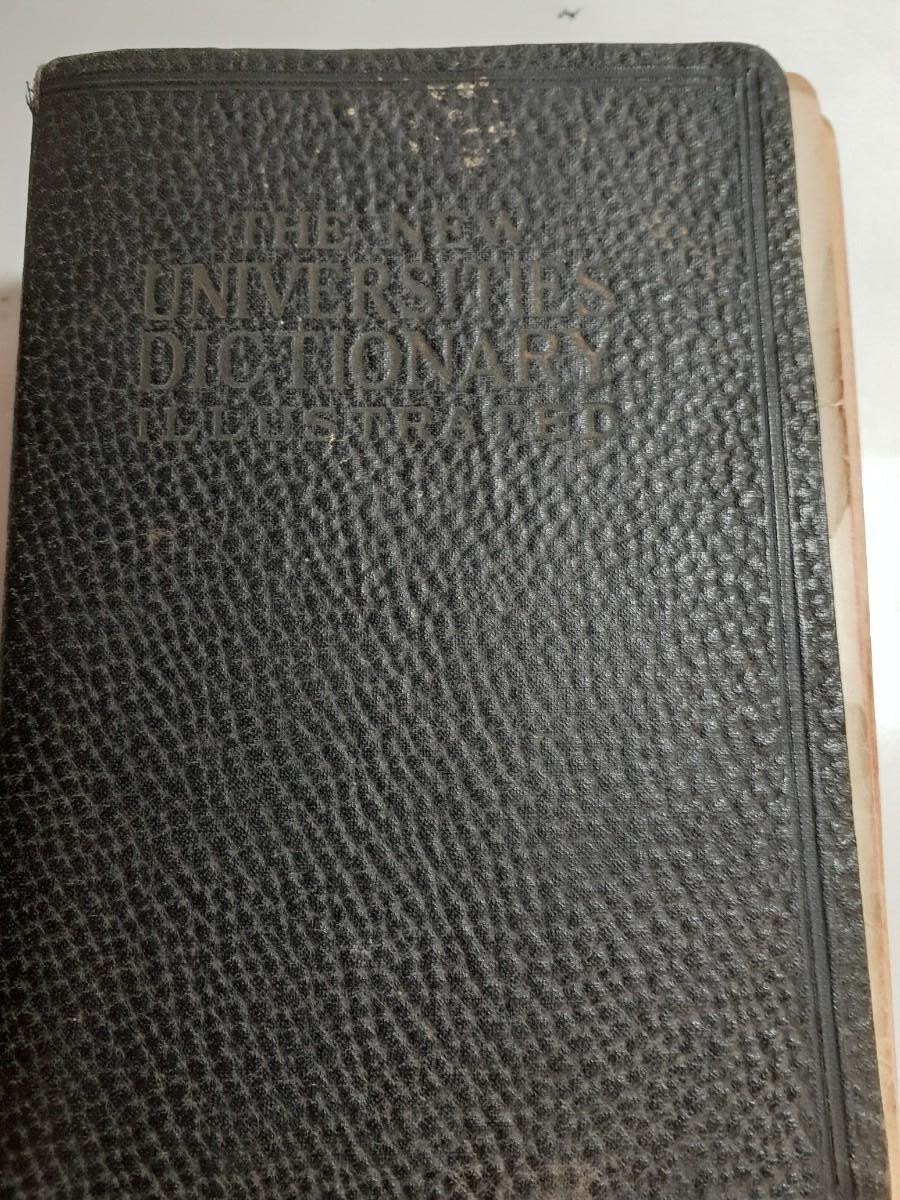 THE NEW
UNIVERSITIES
DICTIONARY
ILLUSTRATED